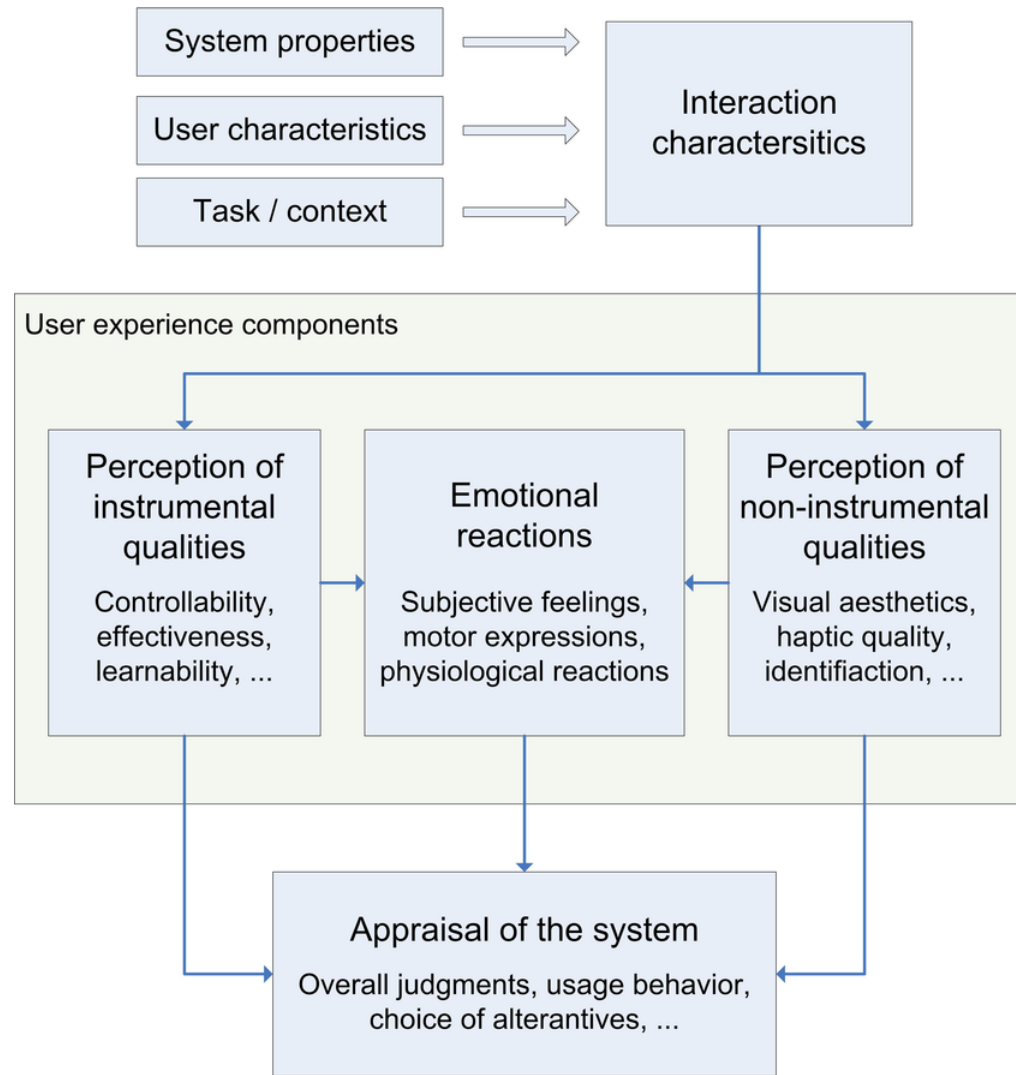 System properties
User characteristics
Task / context
Interaction
charactersitics
User experience components
Perception of
instrumental
qualities
Controllability,
effectiveness,
learnability, ...
Emotional
reactions
Subjective feelings,
motor expressions,
physiological reactions
Perception of
non-instrumental
qualities
Visual aesthetics,
haptic quality,
identifiaction, ...
Appraisal of the system
Overall judgments, usage behavior,
choice of alterantives, ...